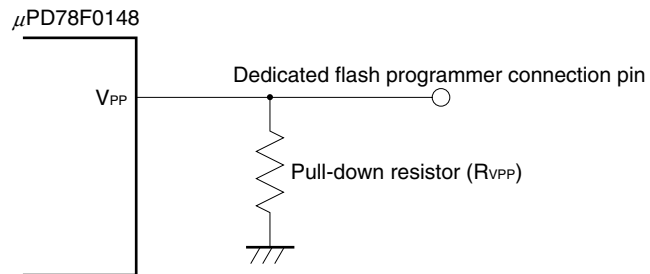 μPD78F0148
Dedicated flash programmer connection pin
VPP
Pull-down resistor (RVPP)